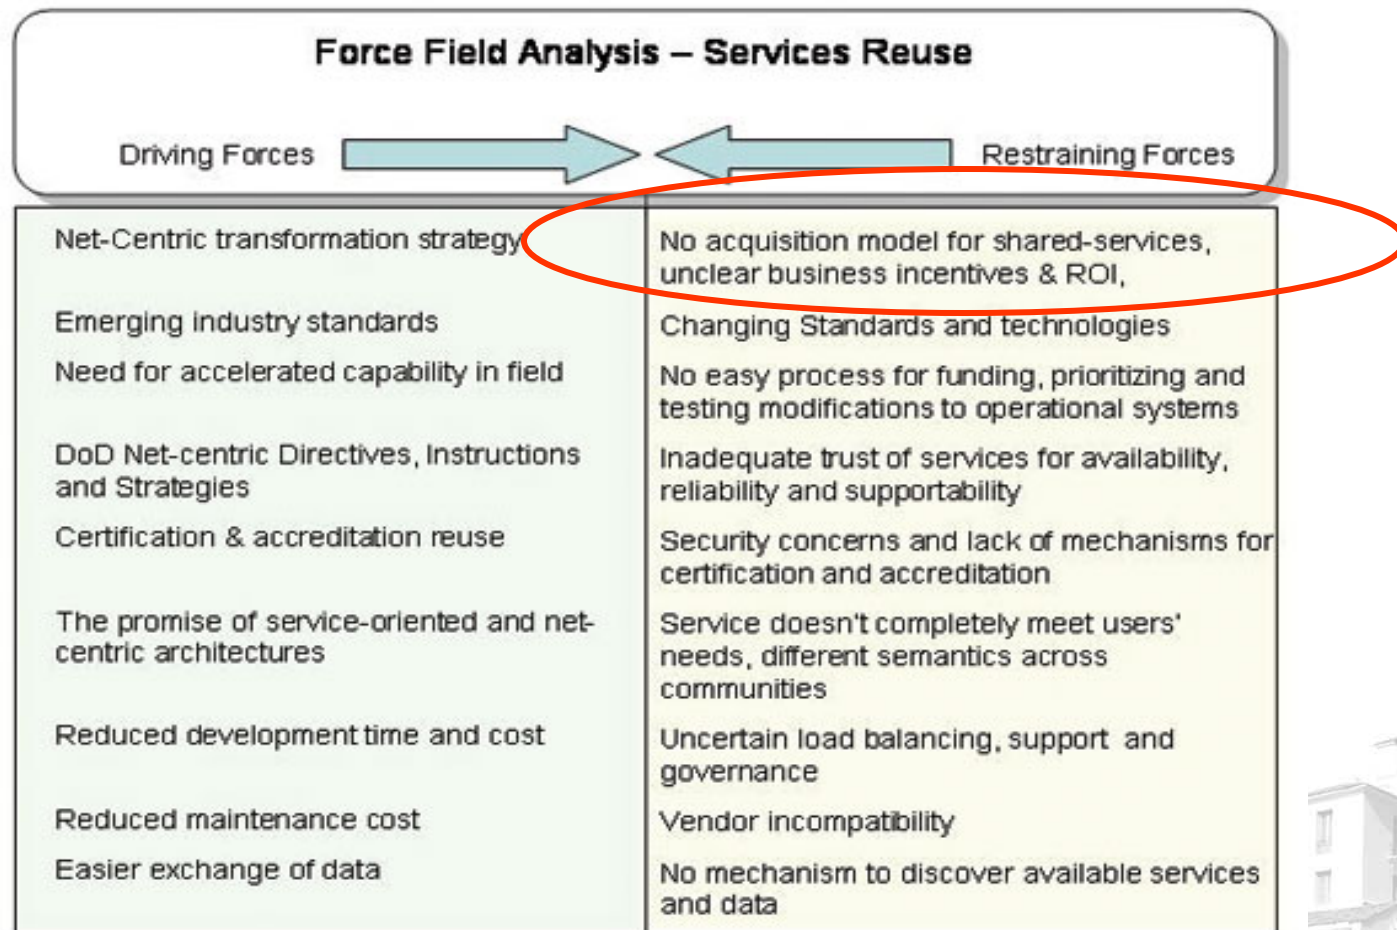 Force Field Analysis – Services Reuse
Driving Forces
Restraining Forces
Net-Centric transformation strategy
No acquisition model for shared-services,
unclear business incentives & ROI,
Emerging industry standards
Changing Standards and technologies
Need for accelerated capability in field
No easy process for funding, prioritizing and
testing modifications to operational systems
DoD Net-centric Directives, Instructions
and Strategies
Inadequate trust of services for availability,
reliability and supportability
Certification & accreditation reuse
Security concerns and lack of mechanisms for
certification and accreditation
The promise of service-oriented and net-
centric architectures
Service doesn't completely meet users'
needs, different semantics across
communities
Reduced development time and cost
Uncertain load balancing, support and
governance
Reduced maintenance cost
Vendor incompatibility
Easier exchange of data
No mechanism to discover available services
and data